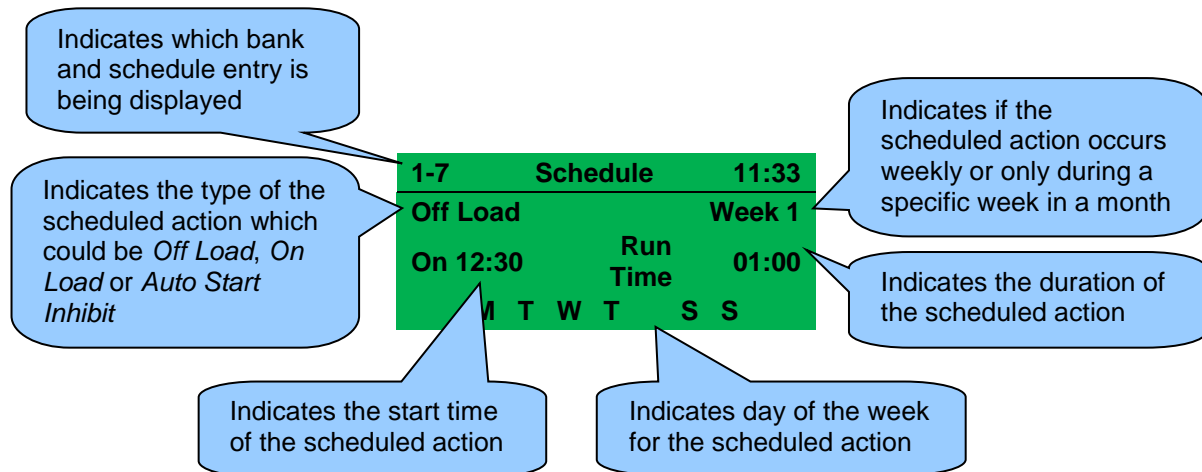 Indicates which bank
and schedule entry is
being displayed
Indicates the type of the
scheduled action which
could be Off Load, On
Load or Auto Start
Inhibit
1-7 Schedule 11:33
Off Load Week 1
On 12:30 Run Time 01:00
M T W T S S
Indicates if the
scheduled action occurs
weekly or only during a
specific week in a month
Indicates the duration of
the scheduled action
Indicates the start time
of the scheduled action
Indicates day of the week
for the scheduled action